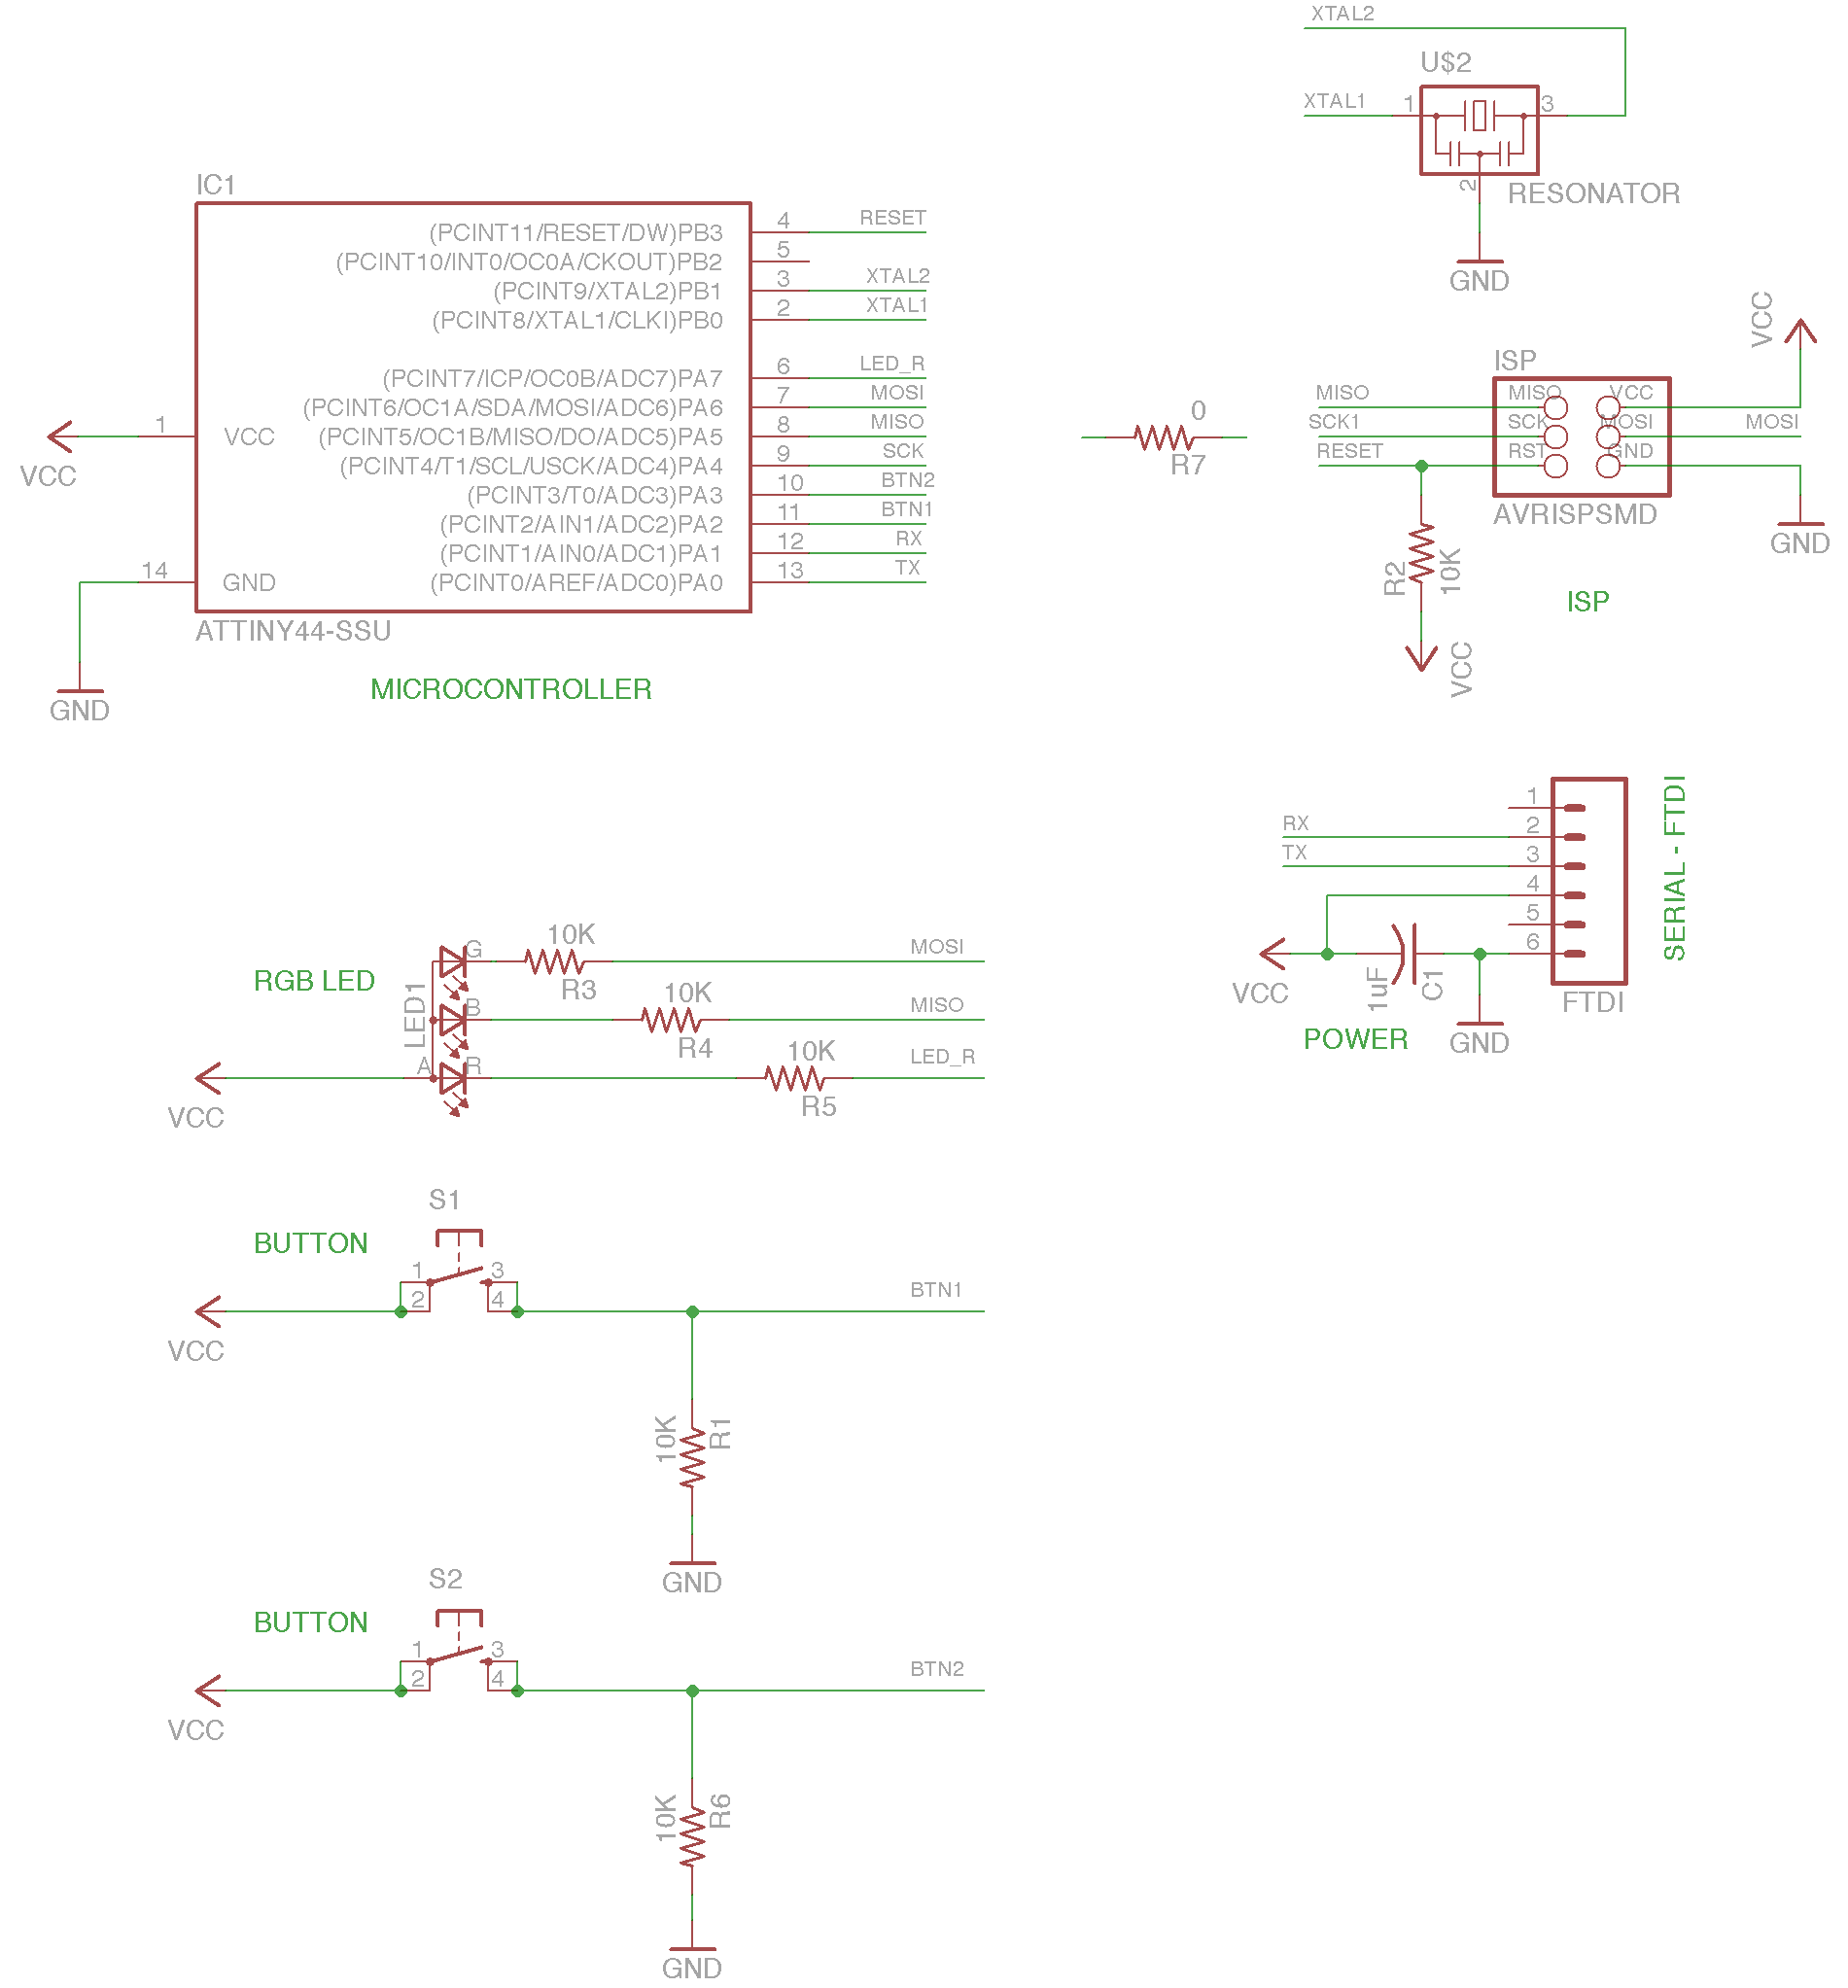 XTAL2
U$2
XTAL1
1
3
2
RESONATOR
GND
IC1
(PCINT11/RESET/DW)PB3
4
RESET
(PCINT10/INT0/OC0A/CKOUT)PB2
5
(PCINT9/XTAL2)PB1
3
XTAL2
(PCINT8/XTAL1/CLKI)PB0
2
XTAL1
(PCINT7/ICP/OC0B/ADC7)PA7
6
LED_R
(PCINT6/OC1A/SDA/MOSI/ADC6)PA6
7
MOSI
1
VCC
(PCINT5/OC1B/MISO/DO/ADC5)PA5
8
MISO
VCC
(PCINT4/T1/SCL/USCK/ADC4)PA4
9
SCK
(PCINT3/T0/ADC3)PA3
10
BTN2
(PCINT2/AIN1/ADC2)PA2
11
BTN1
(PCINT1/AIN0/ADC1)PA1
12
RX
14
GND
(PCINT0/AREF/ADC0)PA0
13
TX
ATTINY44-SSU
GND
MICROCONTROLLER
0
R7
VCC
ISP
MISO
MISO
VCC
SCK1
SCK
MOSI
MOSI
RESET
RST
GND
AVRISPSMD
GND
R2
10K
ISP
VCC
1
RX
2
TX
3
4
5
6
SERIAL - FTDI
VCC
1uF
C1
FTDI
POWER
GND
RGB LED
LED1
G
10K
R3
MOSI
B
10K
R4
MISO
A
R
10K
R5
LED_R
VCC
S1
BUTTON
1
3
2
4
BTN1
VCC
10K
R1
GND
S2
BUTTON
1
3
2
4
BTN2
VCC
10K
R6
GND